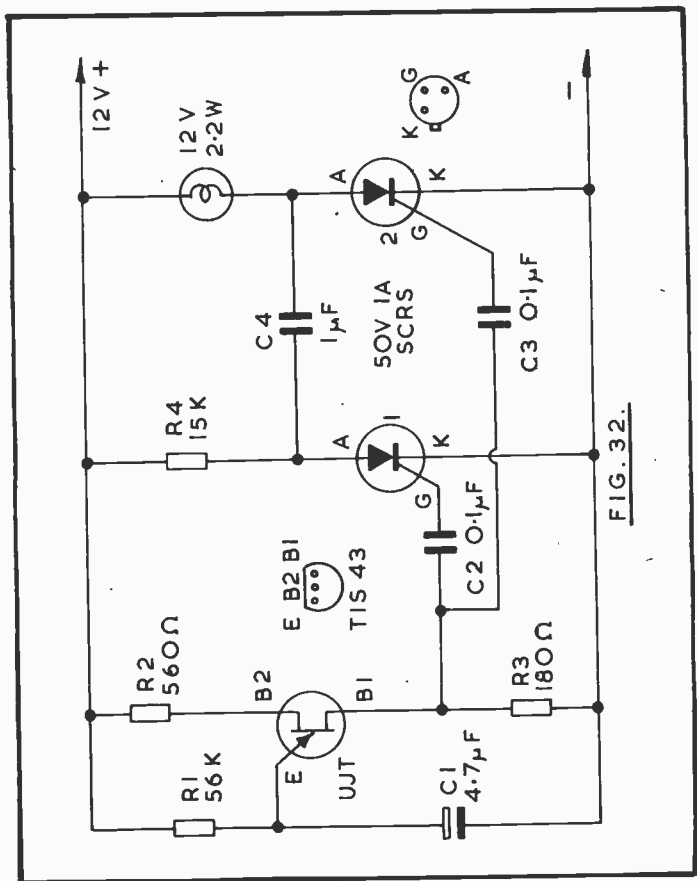 R1
56K
R2
560Ω
E
B2
UJT
B1
C1
4·7µF
R3
180Ω
E B2 B1
TIS 43
R4
15K
A
1
G
K
C2 0·1µF
C4
1µF
50V 1A
SCRS
12V
2·2W
A
2
G
K
C3 0·1µF
K
G
A
12V +
−
FIG. 32.